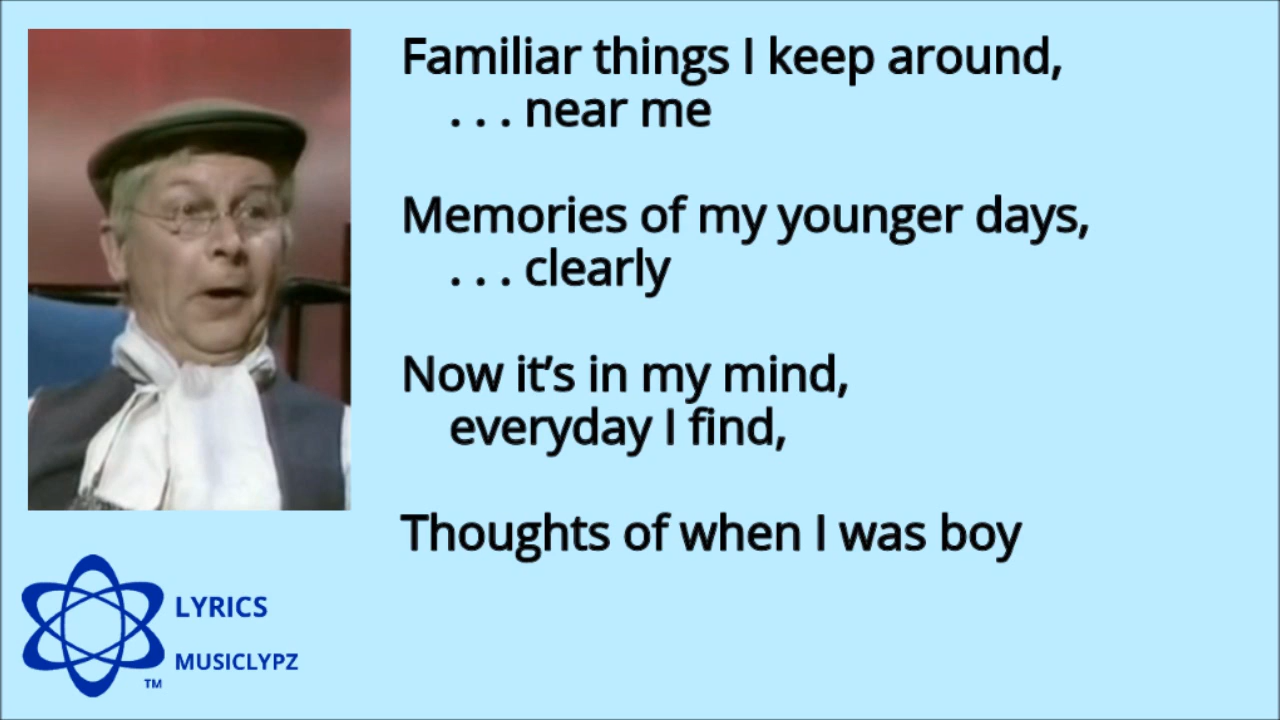 Familiar things I keep around,
. . . near me
Memories of my younger days,
. . . clearly
Now it’s in my mind,
everyday I find,
Thoughts of when I was boy
LYRICS
MUSICLYPZ
TM